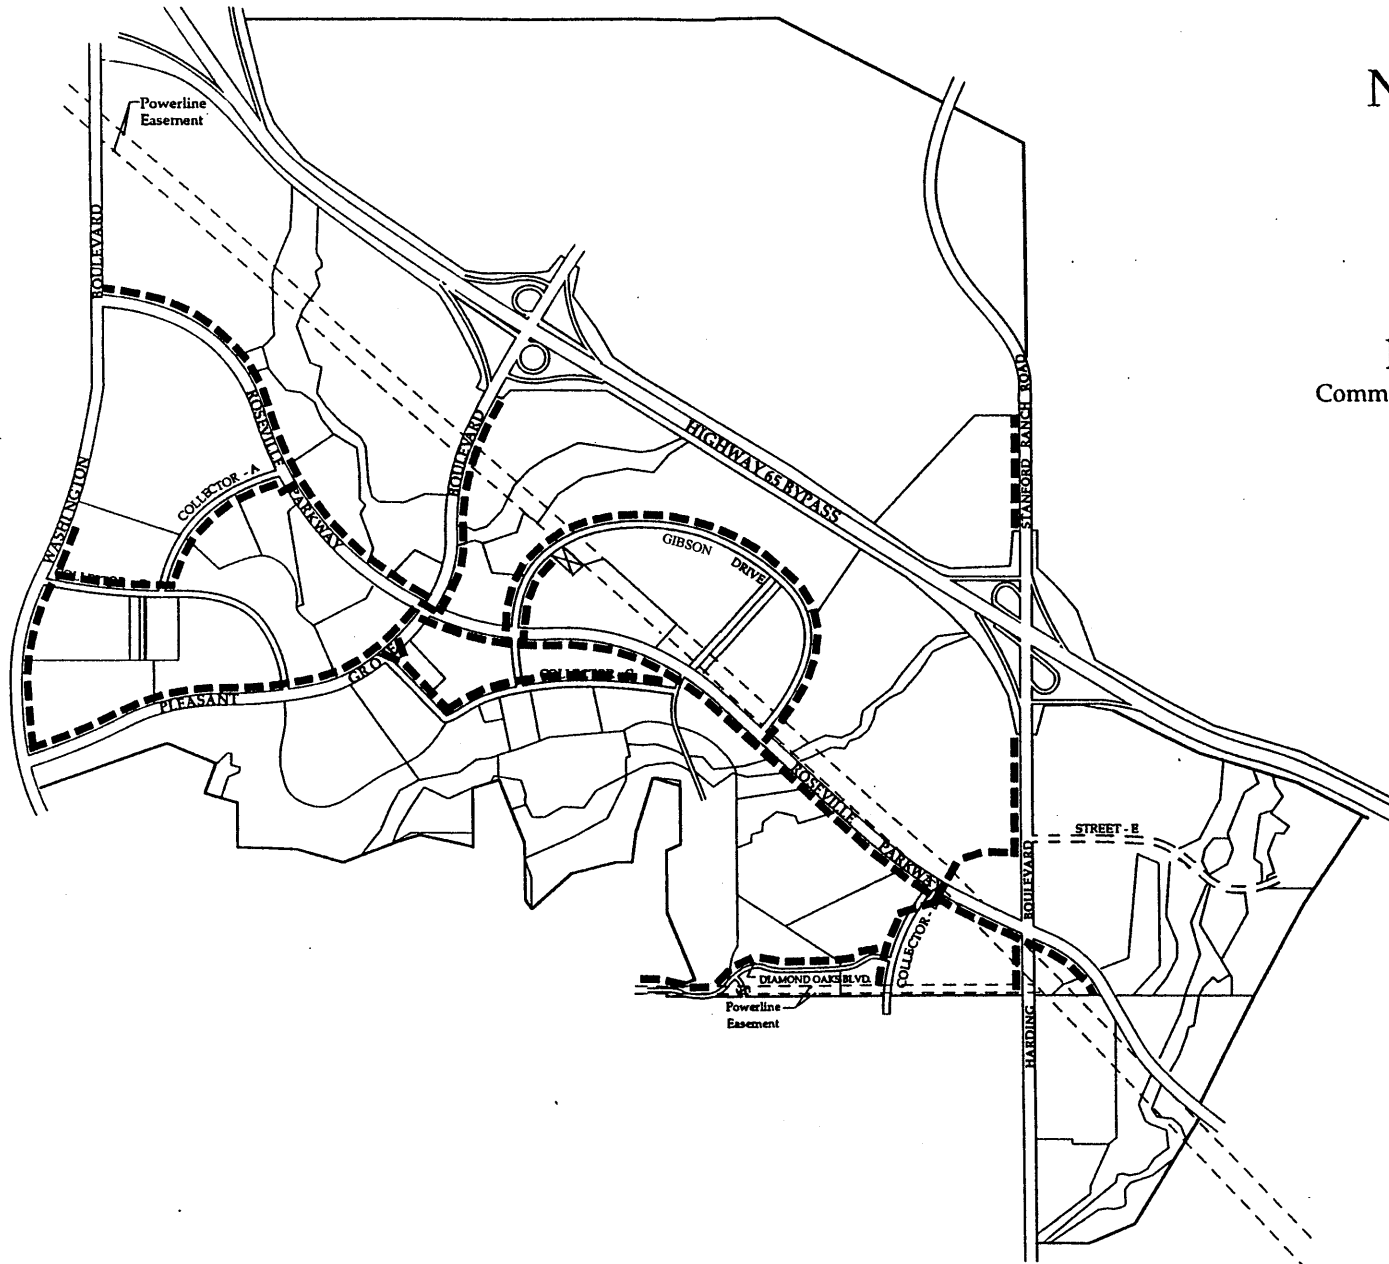 N
Powerline
Easement
BOULEVARD
Comm
STANFORD RANCH ROAD
ROSEVILLE
BOULEVARD
HIGHWAY 65 BYPASS
COLLECTOR - A
WASHINGTON
PARKWAY
GIBSON
DRIVE
GROVE
PLEASANT
ROSEVILLE
PARKWAY
STREET - E
BOULEVARD
COLLECTOR -
DIAMOND OAKS BLVD.
Powerline
Easement
HARDING